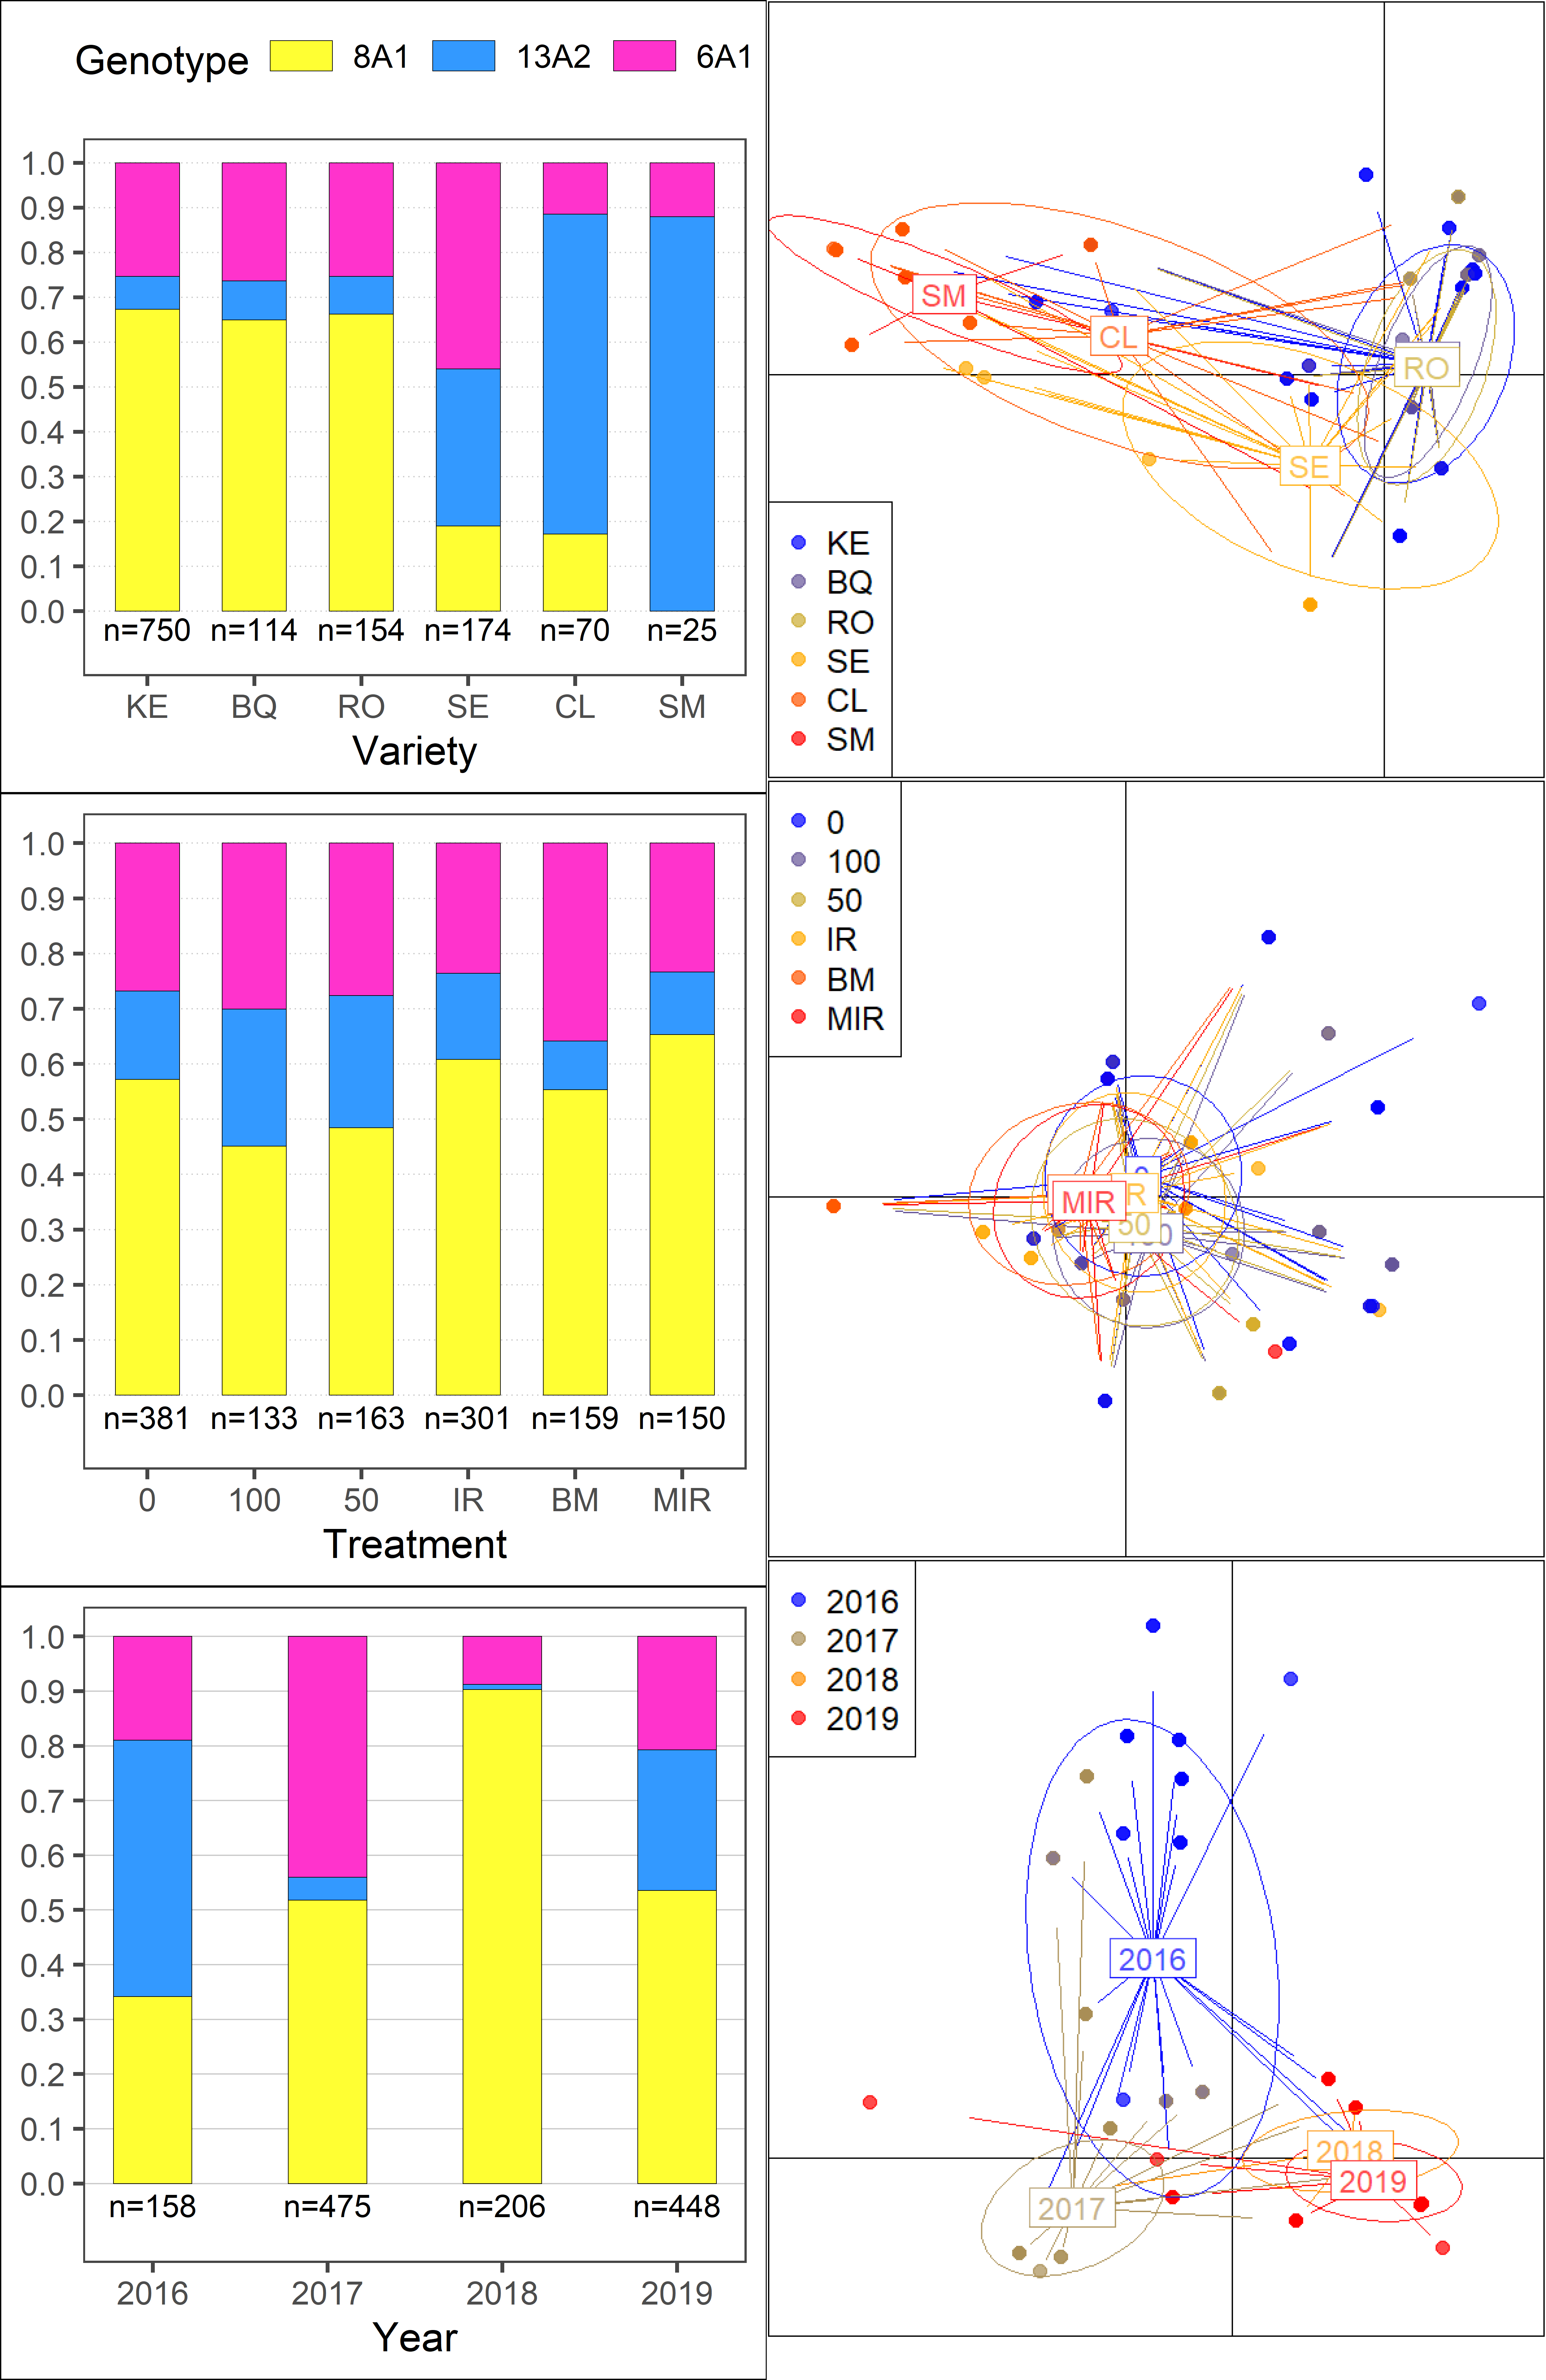 Genotype 8A1 13A2 6A1
1.0
0.9
0.8
0.7
0.6
0.5
0.4
0.3
0.2
0.1
0.0
n=750 n=114 n=154 n=174 n=70 n=25
KE BQ RO SE CL SM
Variety
SM
CL
RO
SE
KE
BQ
RO
SE
CL
SM
1.0
0.9
0.8
0.7
0.6
0.5
0.4
0.3
0.2
0.1
0.0
n=381 n=133 n=163 n=301 n=159 n=150
0 100 50 IR BM MIR
Treatment
0
100
50
IR
BM
MIR
MIR
R
50
1.0
0.9
0.8
0.7
0.6
0.5
0.4
0.3
0.2
0.1
0.0
n=158 n=475 n=206 n=448
2016 2017 2018 2019
Year
2016
2017
2018
2019
2016
2018
2019
2017